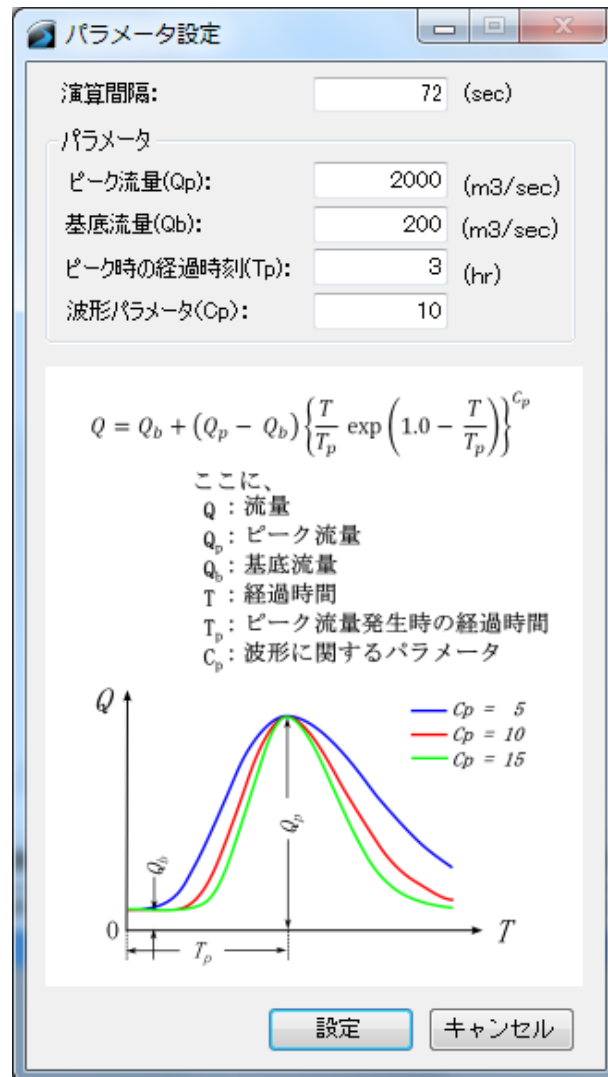 パラメータ設定
演算間隔: 72 (sec)
パラメータ
ピーク流量(Qp): 2000 (m3/sec)
基底流量(Qb): 200 (m3/sec)
ピーク時の経過時刻(Tp): 3 (hr)
波形パラメータ(Cp): 10
Q = Q_b + (Q_p − Q_b) {T/T_p exp(1.0 − T/T_p)}^{C_p}
ここに、
Q : 流量
Q_p : ピーク流量
Q_b : 基底流量
T : 経過時間
T_p : ピーク流量発生時の経過時間
C_p : 波形に関するパラメータ
Q
Cp = 5
Cp = 10
Cp = 15
Q_p
Q_b
0
T
T_p
設定 キャンセル